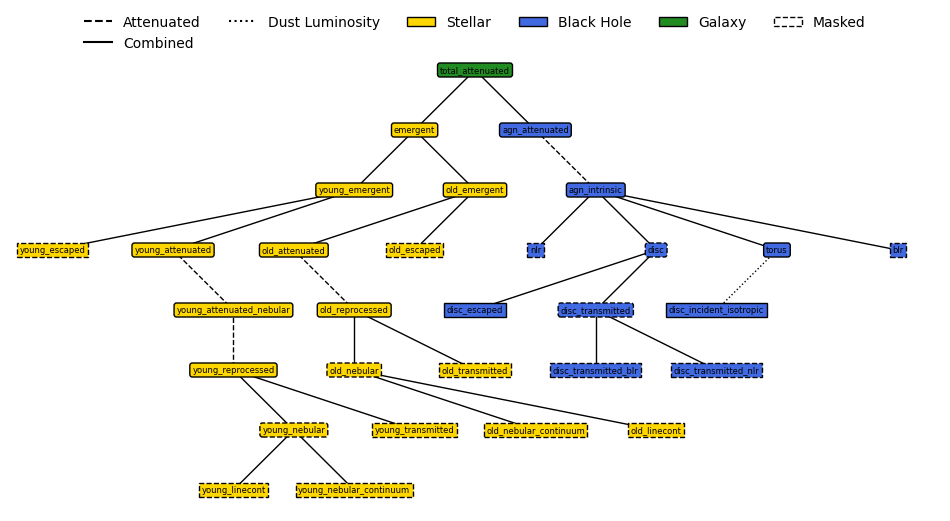 Attenuated Dust Luminosity Stellar Black Hole Galaxy Masked
Combined
total_attenuated
emergent agn_attenuated
young_emergent old_emergent agn_intrinsic
young_escaped young_attenuated old_attenuated old_escaped nlr disc torus blr
young_attenuated_nebular old_reprocessed disc_escaped disc_transmitted disc_incident_isotropic
young_reprocessed old_nebular old_transmitted disc_transmitted_blr disc_transmitted_nlr
young_nebular young_transmitted old_nebular_continuum old_linecont
young_linecont young_nebular_continuum